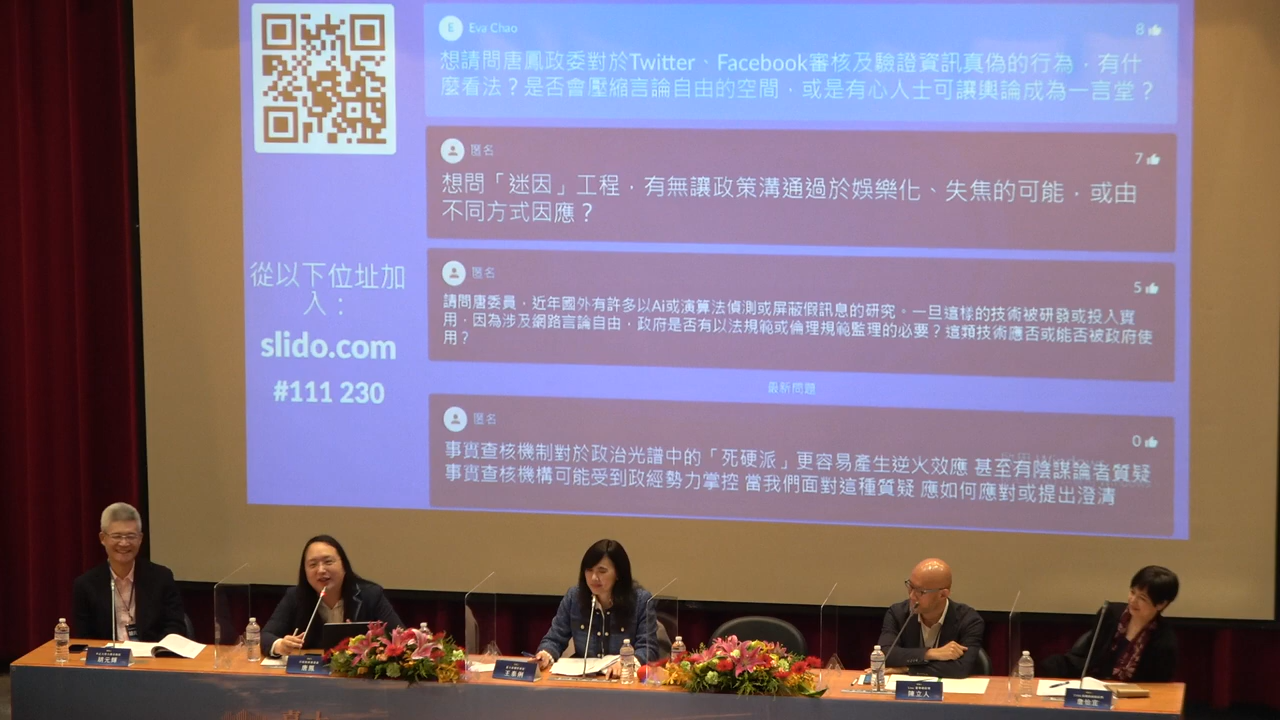 E
Eva Chao
8
想請問唐鳳政委對於Twitter、Facebook審核及驗證資訊真偽的行為，有什
麼看法？是否會壓縮言論自由的空間，或是有心人士可讓輿論成為一言堂？
匿名
7
想問「迷因」工程，有無讓政策溝通過於娛樂化、失焦的可能，或由
不同方式因應？
匿名
5
請問唐委員，近年國外有許多以Ai或演算法偵測或屏蔽假訊息的研究。一旦這樣的技術被研發或投入實
用，因為涉及網路言論自由，政府是否有以法規範或倫理規範監理的必要？這類技術應否或能否被政府使
用？
最新問題
匿名
0
事實查核機制對於政治光譜中的「死硬派」更容易產生逆火效應 甚至有陰謀論者質疑
事實查核機構可能受到政經勢力掌控 當我們面對這種質疑 應如何應對或提出澄清
從以下位址加
入：
slido.com
#111 230
胡元輝
唐鳳
王嘉俐
陳立人